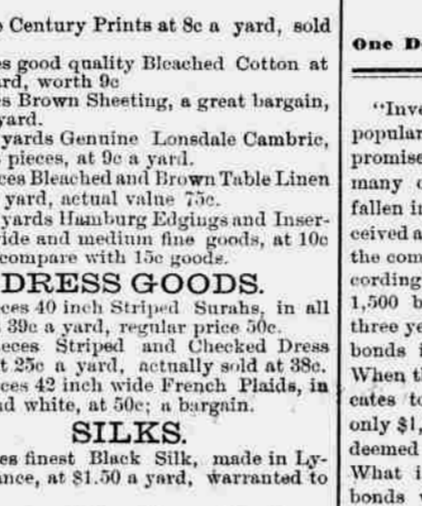 Century Prints at 8c a yard, sold
es good quality Bleached Cotton at
ard, worth 9c
s Brown Sheeting, a great bargain,
yard.
yards Genuine Lonsdale Cambric,
pieces, at 9c a yard.
ces Bleached and Brown Table Linen
yard, actual value 75c.
yards Hamburg Edgings and Inser-
ide and medium fine goods, at 10c
compare with 15c goods.
DRESS GOODS.
ces 40 inch Striped Surahs, in all
39c a yard, regular price 50c.
eces Striped and Checked Dress
t 25c a yard, actually sold at 38c.
ces 42 inch wide French Plaids, in
nd white, at 50c; a bargain.
SILKS.
es finest Black Silk, made in Ly-
ance, at $1.50 a yard, warranted to
One D
"Inve
popular
promise
many
fallen i
ceived a
the com
cording
1,500 b
three ye
bonds i
When t
cates to
only $1,
deemed
What i
bonds